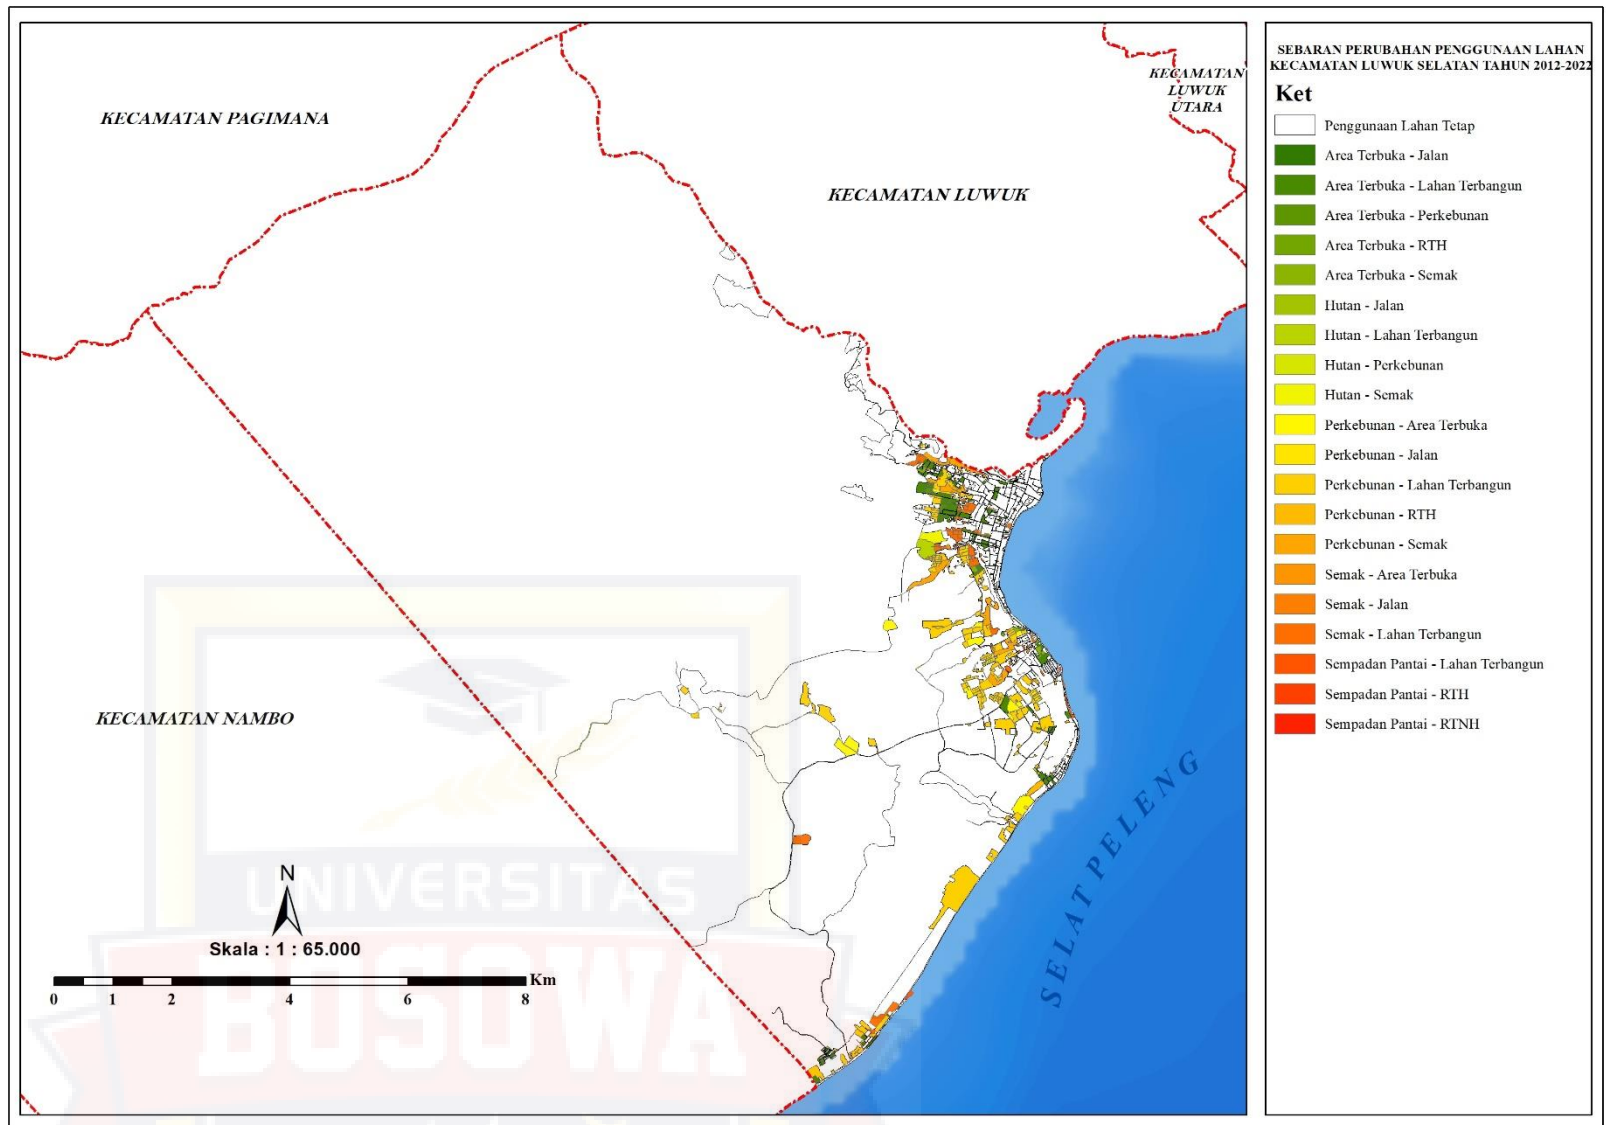 KECAMATAN PAGIMANA
KECAMATAN
LUWUK
UTARA
KECAMATAN LUWUK
KECAMATAN NAMBO
SELAT PELENG
N
Skala : 1 : 65.000
0 1 2 4 6 8 Km
UNIVERSITAS
BOSOWA
SEBARAN PERUBAHAN PENGGUNAAN LAHAN
KECAMATAN LUWUK SELATAN TAHUN 2012-2022
Ket
Penggunaan Lahan Tetap
Area Terbuka - Jalan
Area Terbuka - Lahan Terbangun
Area Terbuka - Perkebunan
Area Terbuka - RTH
Area Terbuka - Semak
Hutan - Jalan
Hutan - Lahan Terbangun
Hutan - Perkebunan
Hutan - Semak
Perkebunan - Area Terbuka
Perkebunan - Jalan
Perkebunan - Lahan Terbangun
Perkebunan - RTH
Perkebunan - Semak
Semak - Area Terbuka
Semak - Jalan
Semak - Lahan Terbangun
Sempadan Pantai - Lahan Terbangun
Sempadan Pantai - RTH
Sempadan Pantai - RTNH